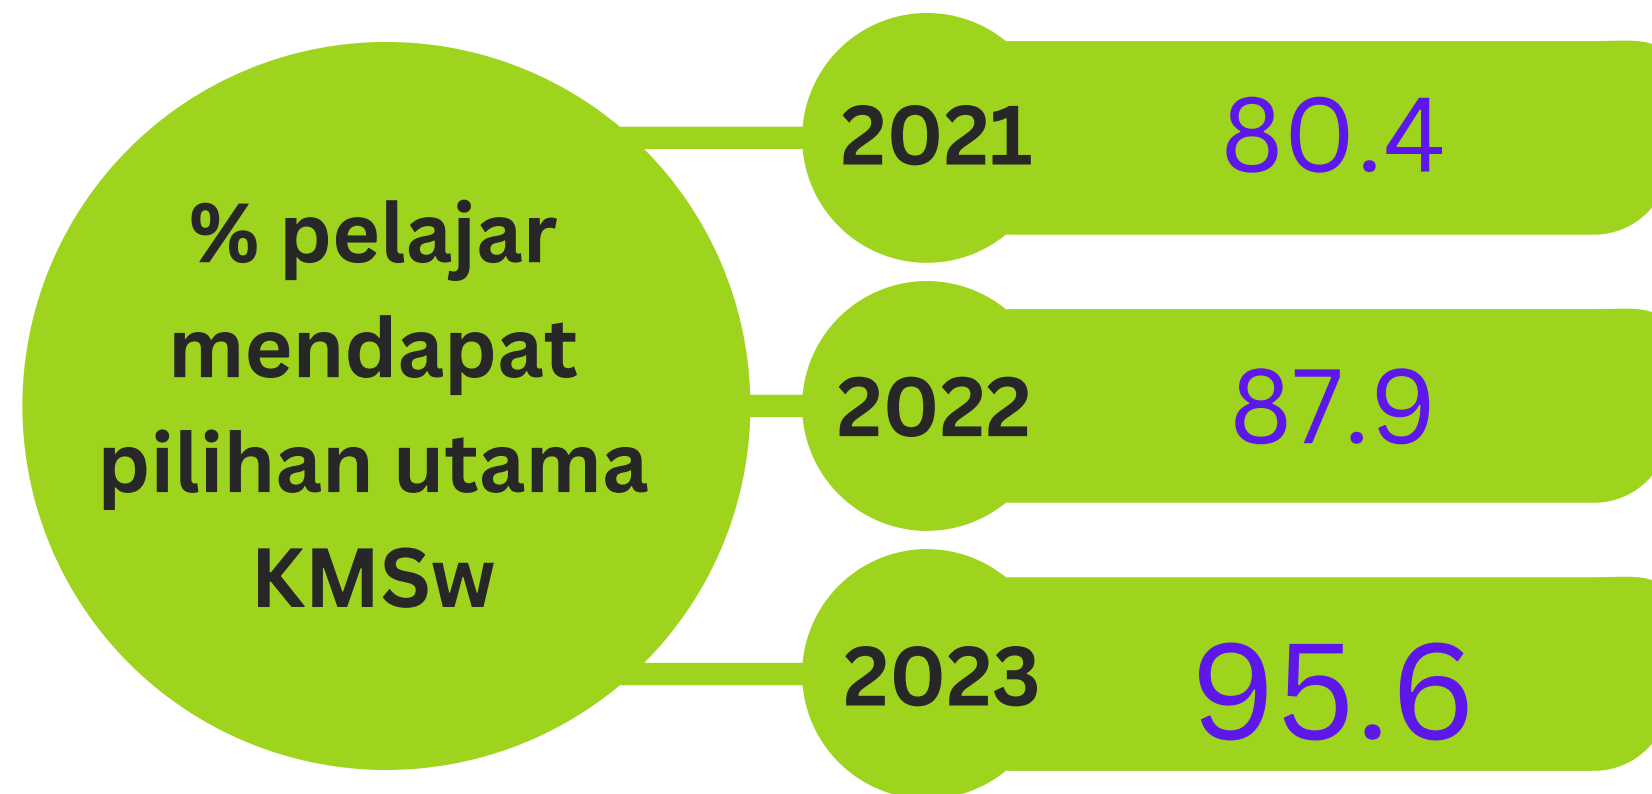 % pelajar
mendapat
pilihan utama
KMSw
2021 80.4
2022 87.9
2023 95.6